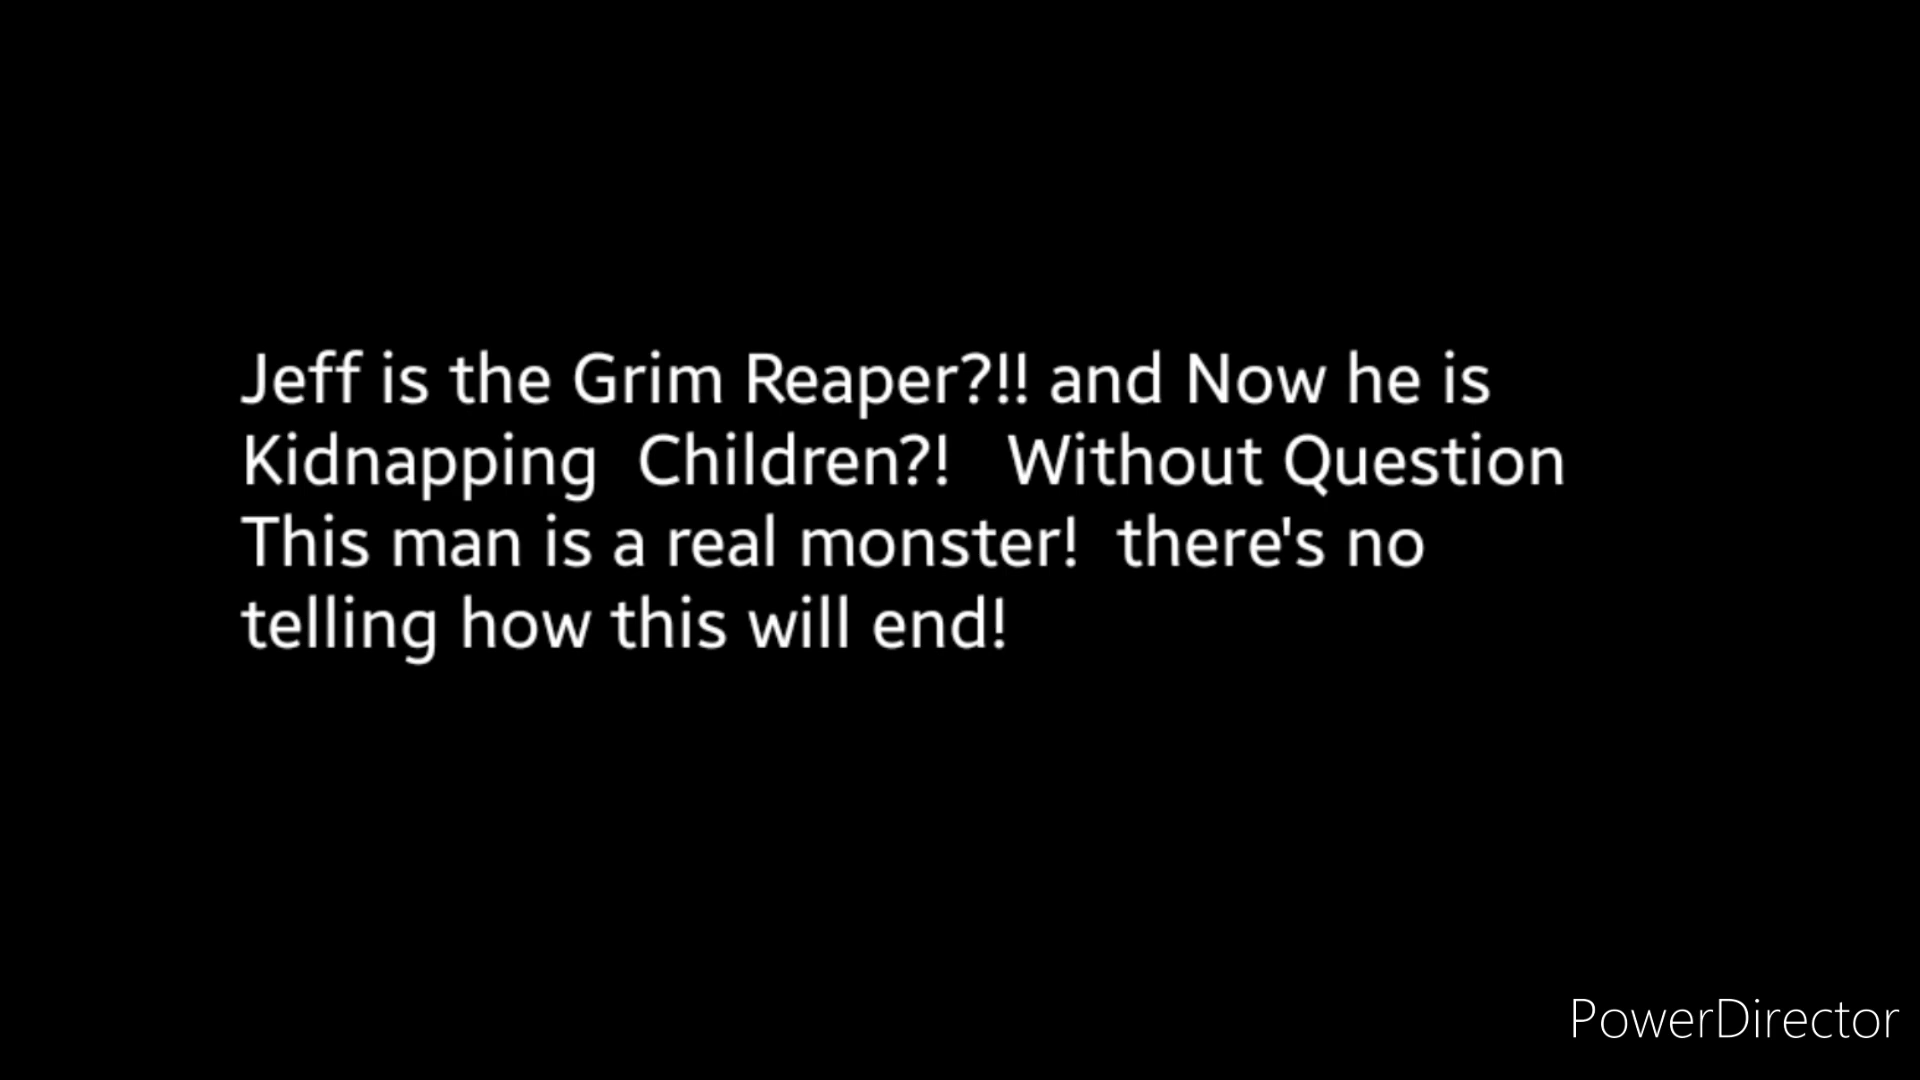 Jeff is the Grim Reaper?!! and Now he is
Kidnapping  Children?!   Without Question
This man is a real monster!  there's no
telling how this will end!
PowerDirector